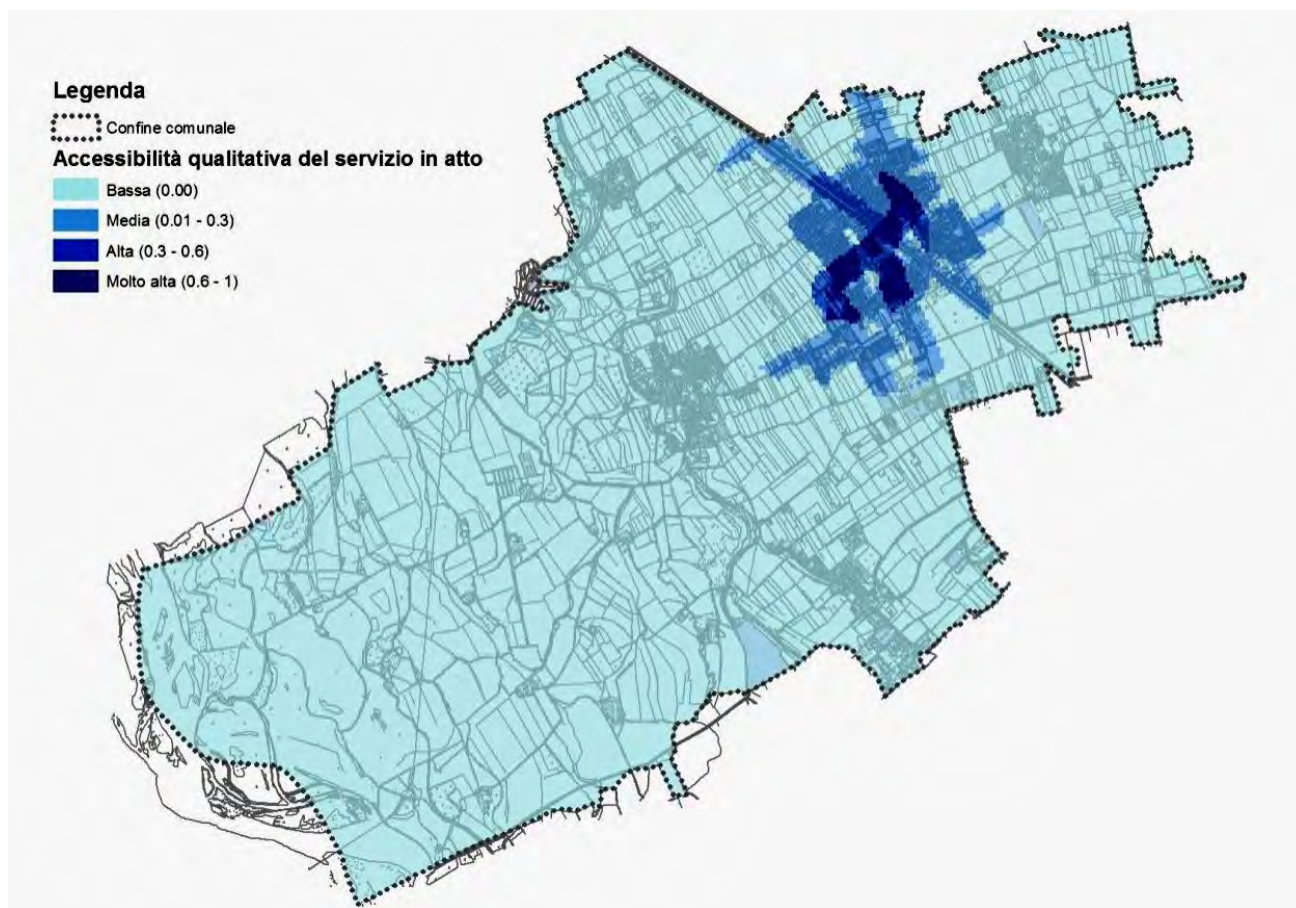 Legenda
Confine comunale
Accessibilità qualitativa del servizio in atto
Bassa (0.00)
Media (0.01 - 0.3)
Alta (0.3 - 0.6)
Molto alta (0.6 - 1)